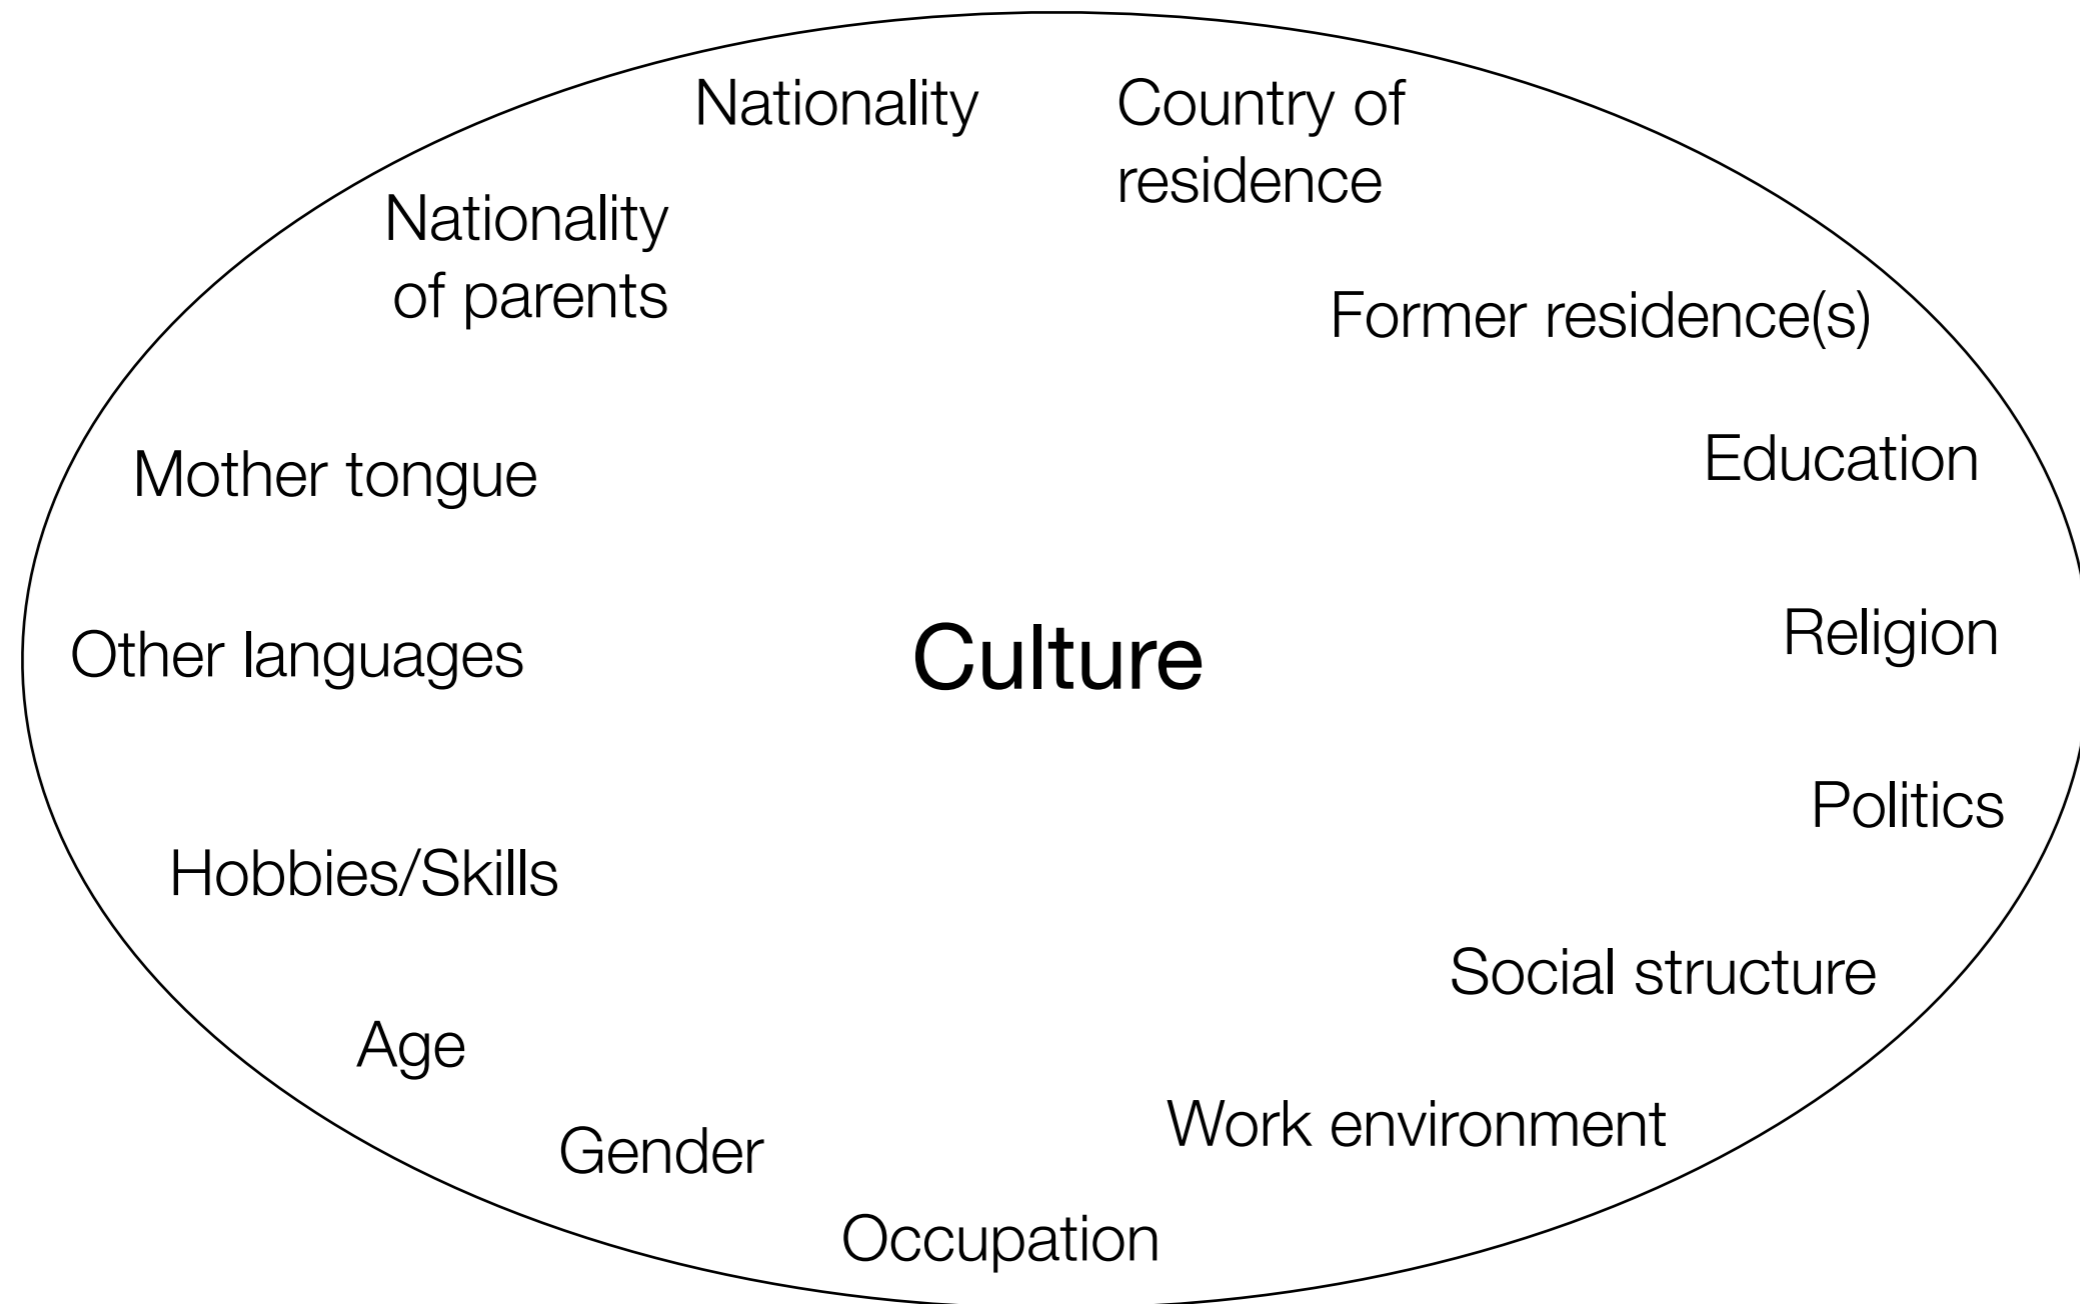 Nationality
Country of
residence
Nationality
of parents
Former residence(s)
Mother tongue
Education
Other languages
Culture
Religion
Politics
Hobbies/Skills
Social structure
Age
Work environment
Gender
Occupation